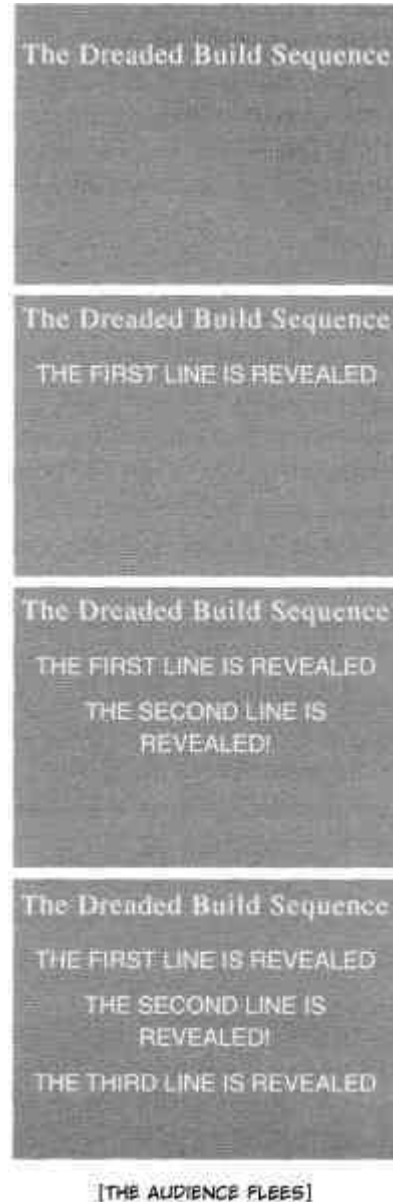 The Dreaded Build Sequence
The Dreaded Build Sequence
THE FIRST LINE IS REVEALED
The Dreaded Build Sequence
THE FIRST LINE IS REVEALED
THE SECOND LINE IS
REVEALED!
The Dreaded Build Sequence
THE FIRST LINE IS REVEALED
THE SECOND LINE IS
REVEALED!
THE THIRD LINE IS REVEALED
[THE AUDIENCE FLEES]